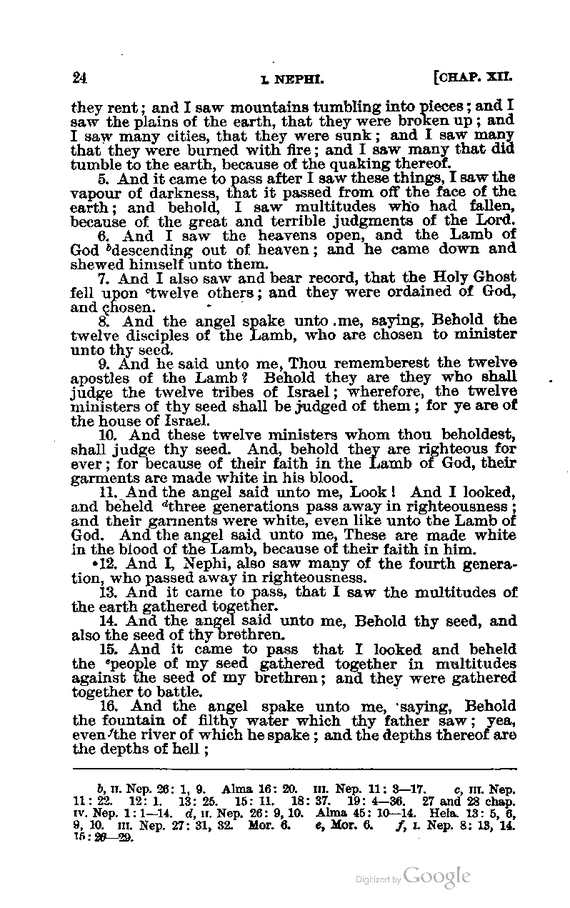 24 I. NEPHI. [CHAP. XII.
they rent; and I saw mountains tumbling into pieces; and I
saw the plains of the earth, that they were broken up; and
I saw many cities, that they were sunk; and I saw many
that they were burned with fire; and I saw many that did
tumble to the earth, because of the quaking thereof.
5. And it came to pass after I saw these things, I saw the
vapour of darkness, that it passed from off the face of the
earth; and behold, I saw multitudes who had fallen,
because of the great and terrible judgments of the Lord.
6. And I saw the heavens open, and the Lamb of
God bdescending out of heaven; and he came down and
shewed himself unto them.
7. And I also saw and bear record, that the Holy Ghost
fell upon ctwelve others; and they were ordained of God,
and chosen.
8. And the angel spake unto me, saying, Behold the
twelve disciples of the Lamb, who are chosen to minister
unto thy seed.
9. And he said unto me, Thou rememberest the twelve
apostles of the Lamb? Behold they are they who shall
judge the twelve tribes of Israel; wherefore, the twelve
ministers of thy seed shall be judged of them; for ye are of
the house of Israel.
10. And these twelve ministers whom thou beholdest,
shall judge thy seed. And, behold they are righteous for
ever; for because of their faith in the Lamb of God, their
garments are made white in his blood.
11. And the angel said unto me, Look! And I looked,
and beheld dthree generations pass away in righteousness;
and their garments were white, even like unto the Lamb of
God. And the angel said unto me, These are made white
in the blood of the Lamb, because of their faith in him.
12. And I, Nephi, also saw many of the fourth genera-
tion, who passed away in righteousness.
13. And it came to pass, that I saw the multitudes of
the earth gathered together.
14. And the angel said unto me, Behold thy seed, and
also the seed of thy brethren.
15. And it came to pass that I looked and beheld
the epeople of my seed gathered together in multitudes
against the seed of my brethren; and they were gathered
together to battle.
16. And the angel spake unto me, saying, Behold
the fountain of filthy water which thy father saw; yea,
even fthe river of which he spake; and the depths thereof are
the depths of hell;
b, II. Nep. 26: 1, 9. Alma 16: 20. III. Nep. 11: 3—17. c, III. Nep.
11: 22. 12: 1. 13: 25. 15: 11. 18: 37. 19: 4—36. 27 and 28 chap.
IV. Nep. 1: 1—14. d, II. Nep. 26: 9, 10. Alma 45: 10—14. Hela. 13: 5, 6,
9, 10. III. Nep. 27: 31, 32. Mor. 6. e, Mor. 6. f, I. Nep. 8: 13, 14.
15: 26—29.
Digitized by Google